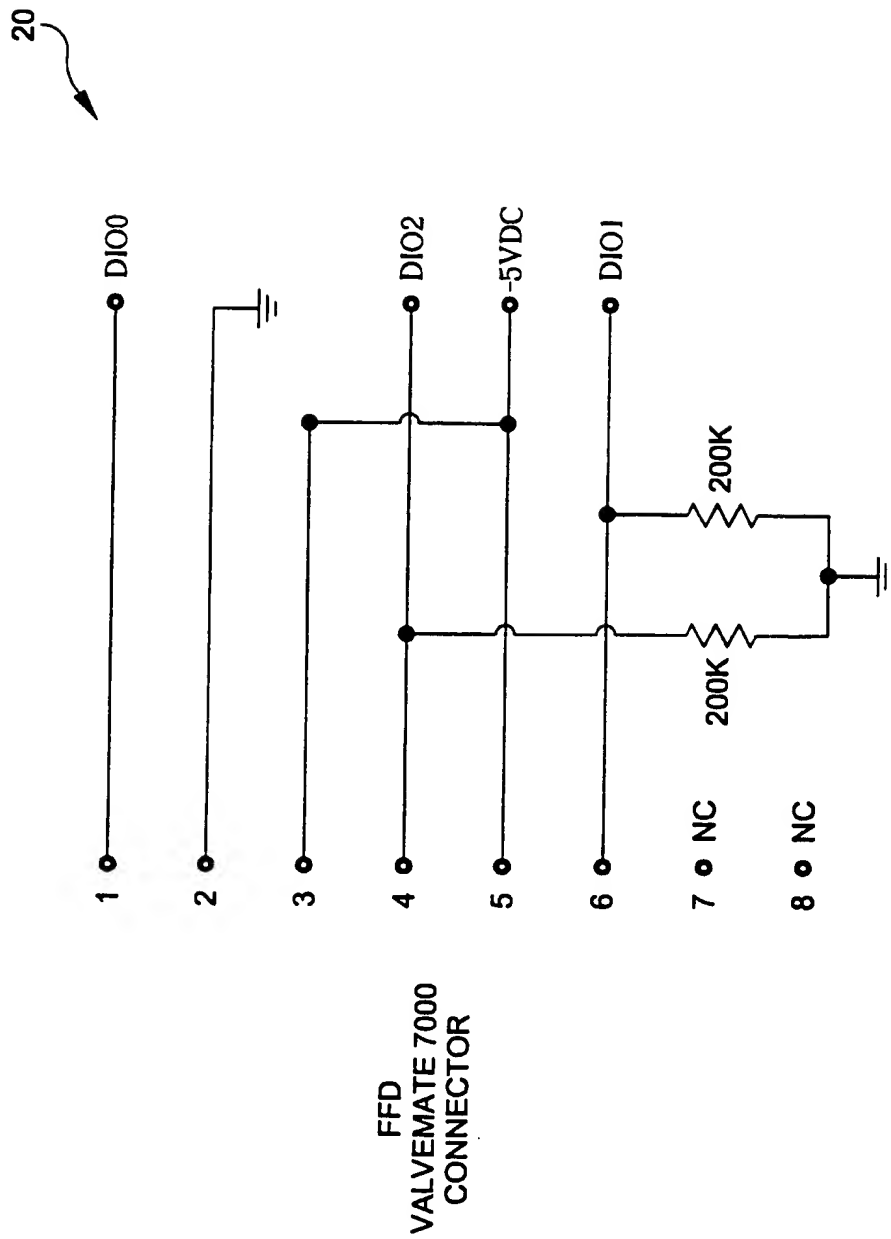 20
1
DIO0
2
3
4
DIO2
5
-5VDC
6
DIO1
200K
200K
7 NC
8 NC
FFD
VALVEMATE 7000
CONNECTOR